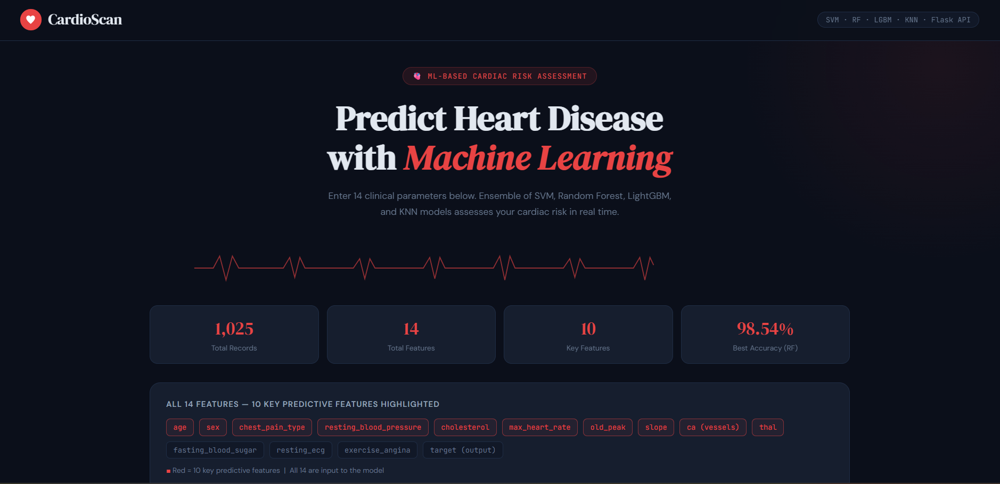 CardioScan
SVM · RF · LGBM · KNN · Flask API
ML-BASED CARDIAC RISK ASSESSMENT
Predict Heart Disease
with Machine Learning
Enter 14 clinical parameters below. Ensemble of SVM, Random Forest, LightGBM,
and KNN models assesses your cardiac risk in real time.
1,025
Total Records
14
Total Features
10
Key Features
98.54%
Best Accuracy (RF)
ALL 14 FEATURES — 10 KEY PREDICTIVE FEATURES HIGHLIGHTED
age sex chest_pain_type resting_blood_pressure cholesterol max_heart_rate old_peak slope ca (vessels) thal
fasting_blood_sugar resting_ecg exercise_angina target (output)
■ Red = 10 key predictive features | All 14 are input to the model